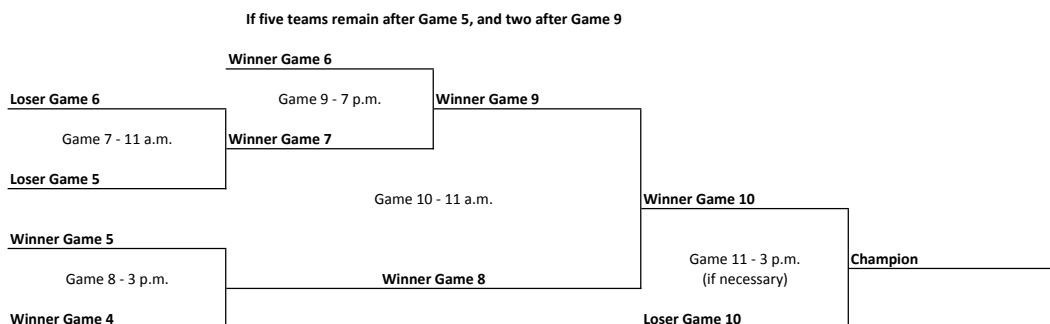 If five teams remain after Game 5, and two after Game 9
Winner Game 6
Loser Game 6
Game 9 - 7 p.m.
Winner Game 9
Game 7 - 11 a.m.
Winner Game 7
Loser Game 5
Game 10 - 11 a.m.
Winner Game 10
Winner Game 5
Game 8 - 3 p.m.
Winner Game 8
Game 11 - 3 p.m.
(if necessary)
Champion
Winner Game 4
Loser Game 10